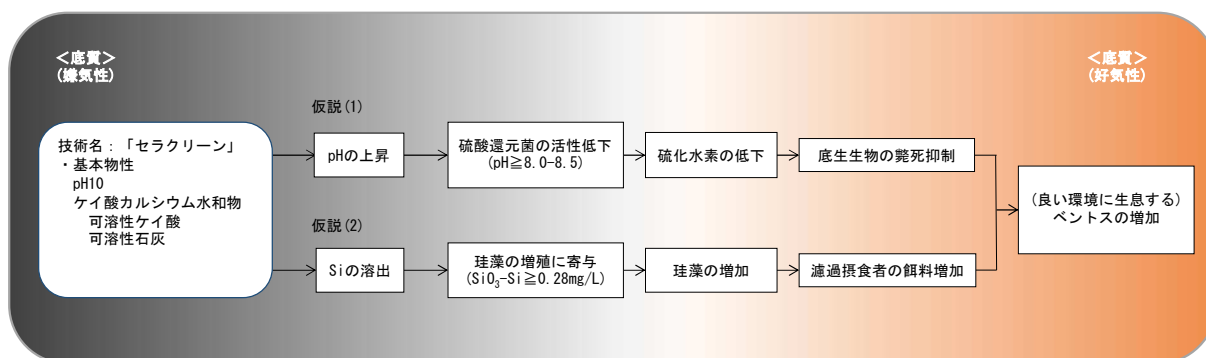 ＜底質＞
(嫌気性)
＜底質＞
(好気性)
技術名：「セラクリーン」
・基本物性
pH10
ケイ酸カルシウム水和物
可溶性ケイ酸
可溶性石灰
仮説(1)
pHの上昇
硫酸還元菌の活性低下
(pH≧8.0-8.5)
硫化水素の低下
底生生物の斃死抑制
仮説(2)
Siの溶出
珪藻の増殖に寄与
(SiO₃-Si≧0.28mg/L)
珪藻の増加
濾過摂食者の餌料増加
(良い環境に生息する)
ベントスの増加